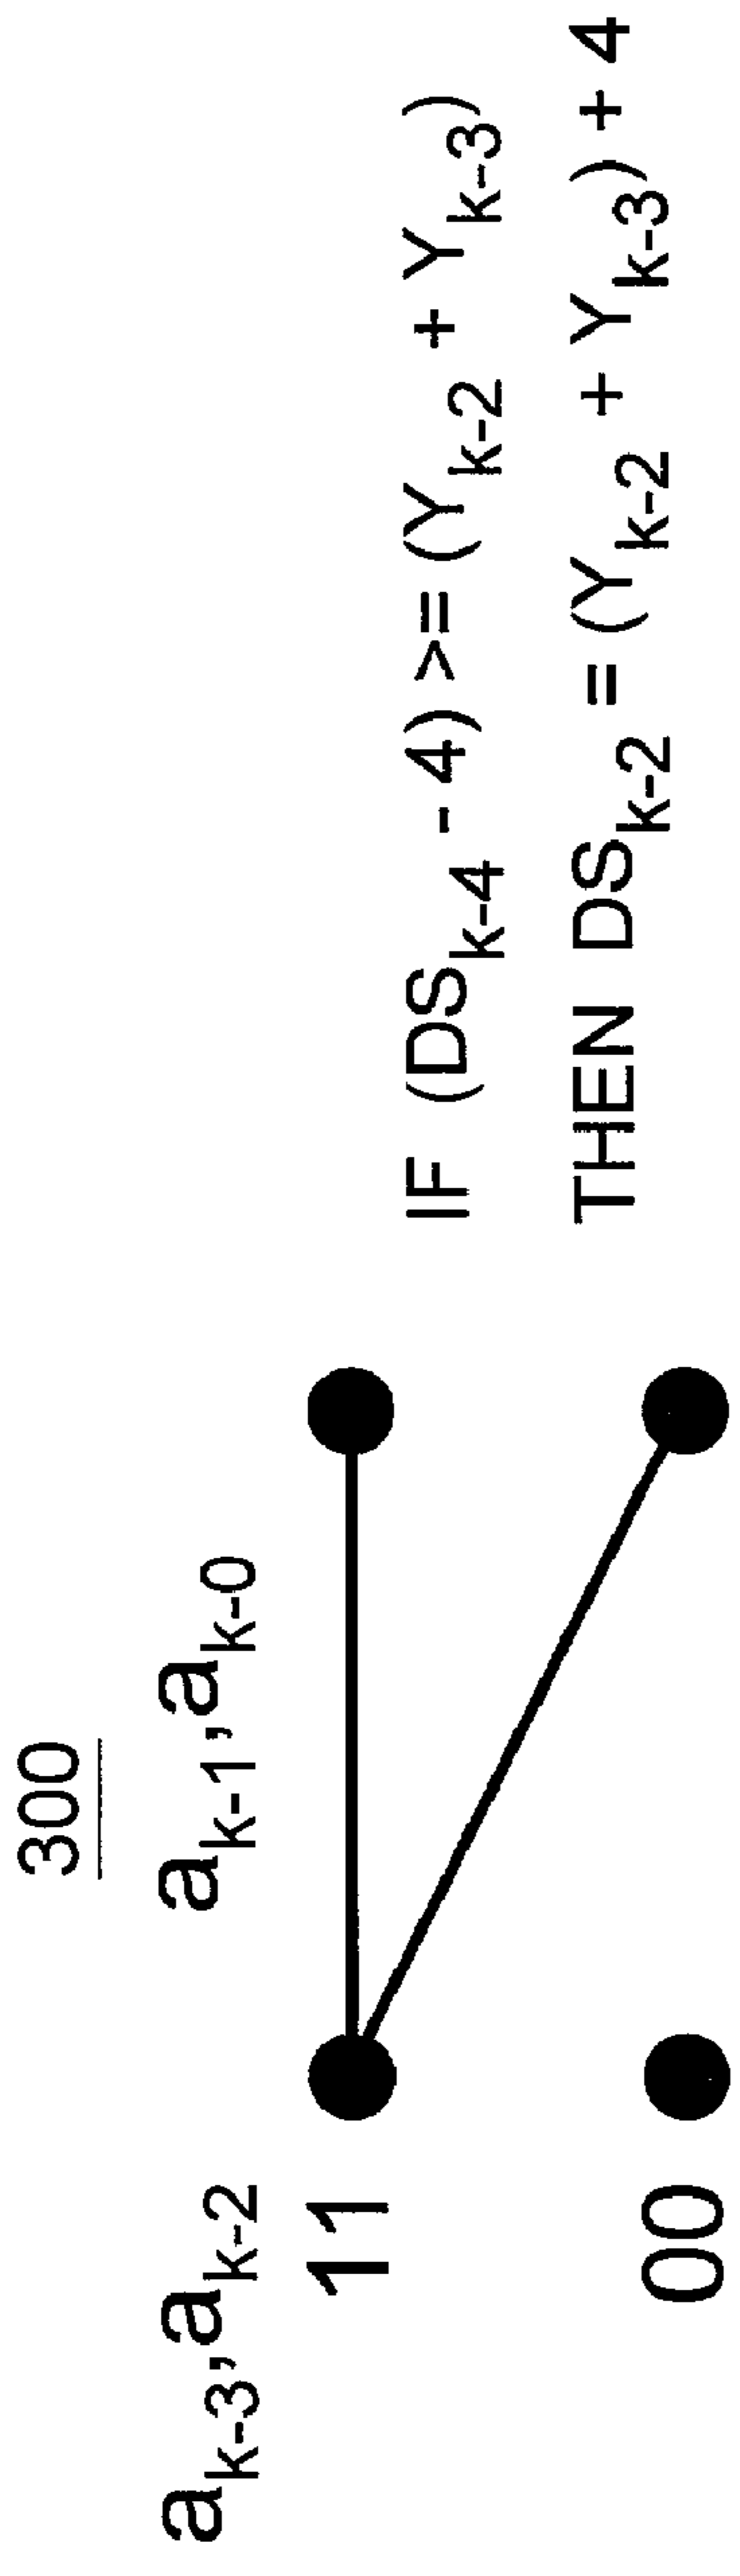 300
a_{k-3},a_{k-2} a_{k-1},a_{k-0}
11
IF (DS_{k-4} - 4) >= (Y_{k-2} + Y_{k-3})
THEN DS_{k-2} = (Y_{k-2} + Y_{k-3}) + 4
00